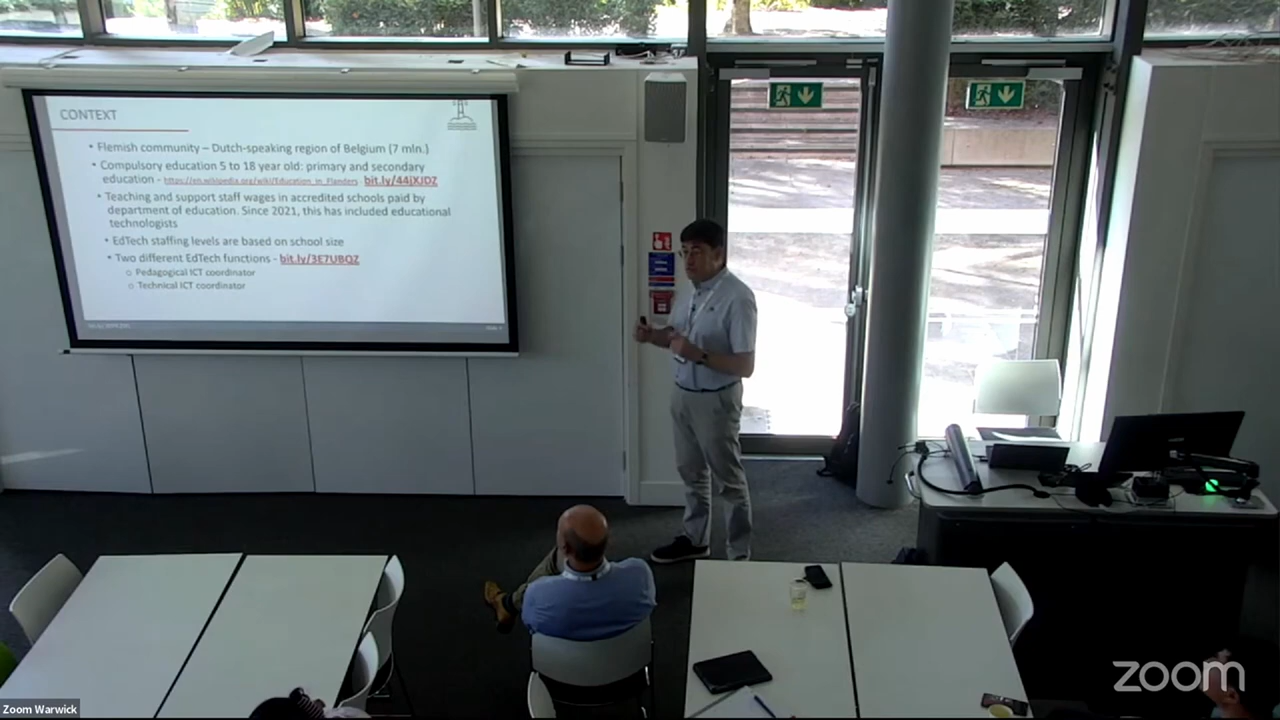 CONTEXT
• Flemish community – Dutch-speaking region of Belgium (7 mln.)
• Compulsory education 5 to 18 year old: primary and secondary
education - https://en.wikipedia.org/wiki/Education_in_Flanders - bit.ly/44jXJDZ
• Teaching and support staff wages in accredited schools paid by
department of education. Since 2021, this has included educational
technologists
• EdTech staffing levels are based on school size
• Two different EdTech functions - bit.ly/3E7UBQZ
o Pedagogical ICT coordinator
o Technical ICT coordinator
zoom
Zoom Warwick